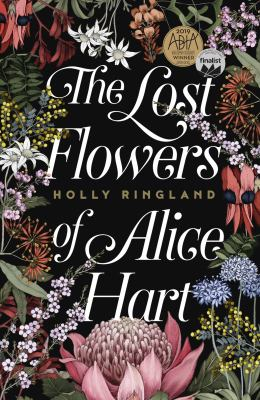 The Lost
Flowers
HOLLY RINGLAND
of Alice
Hart
2019
ABIA
WINNER
finalist